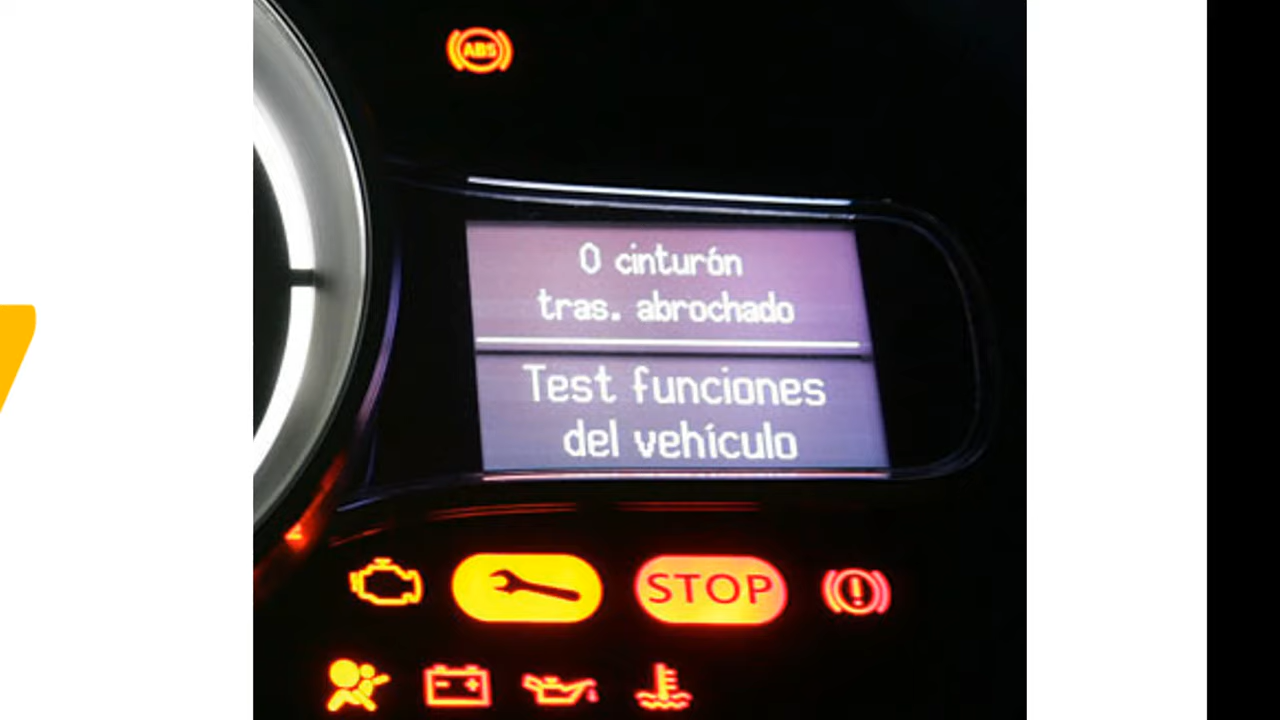 ABS
0 cinturón
tras. abrochado
Test funciones
del vehículo
STOP